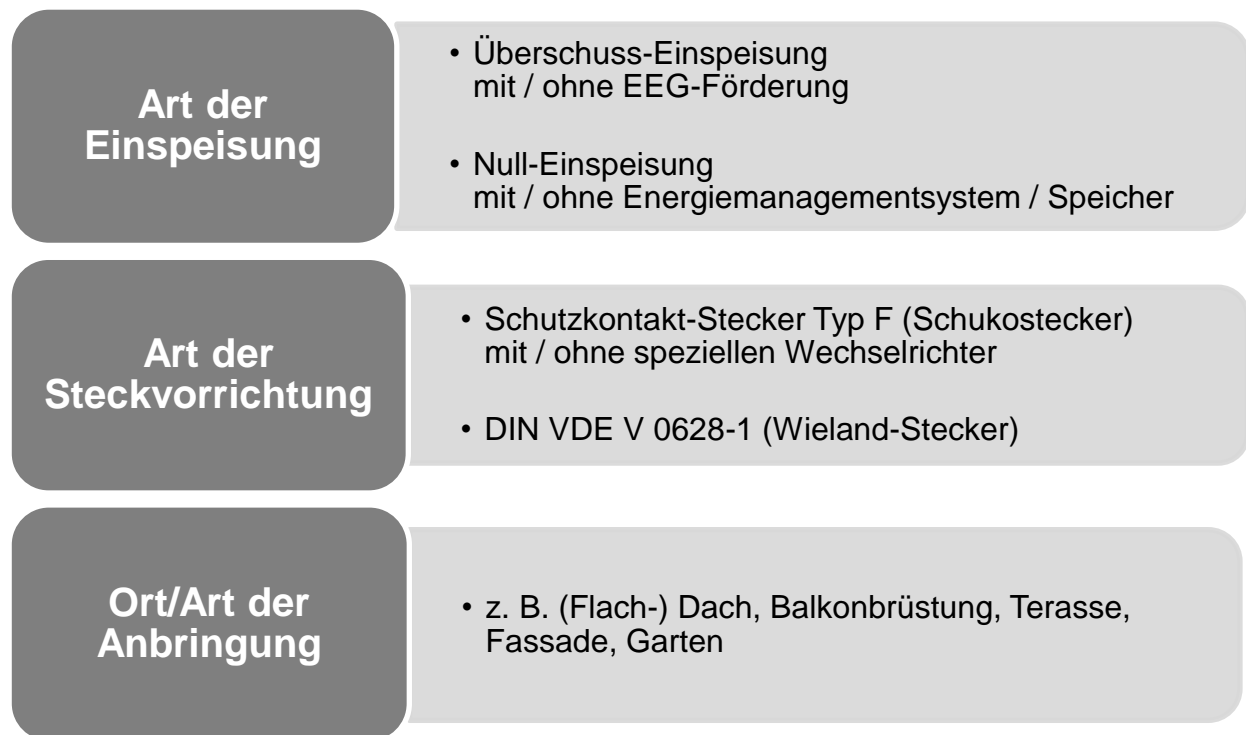 Art der
Einspeisung
• Überschuss-Einspeisung
mit / ohne EEG-Förderung
• Null-Einspeisung
mit / ohne Energiemanagementsystem / Speicher
Art der
Steckvorrichtung
• Schutzkontakt-Stecker Typ F (Schukostecker)
mit / ohne speziellen Wechselrichter
• DIN VDE V 0628-1 (Wieland-Stecker)
Ort/Art der
Anbringung
• z. B. (Flach-) Dach, Balkonbrüstung, Terasse,
Fassade, Garten